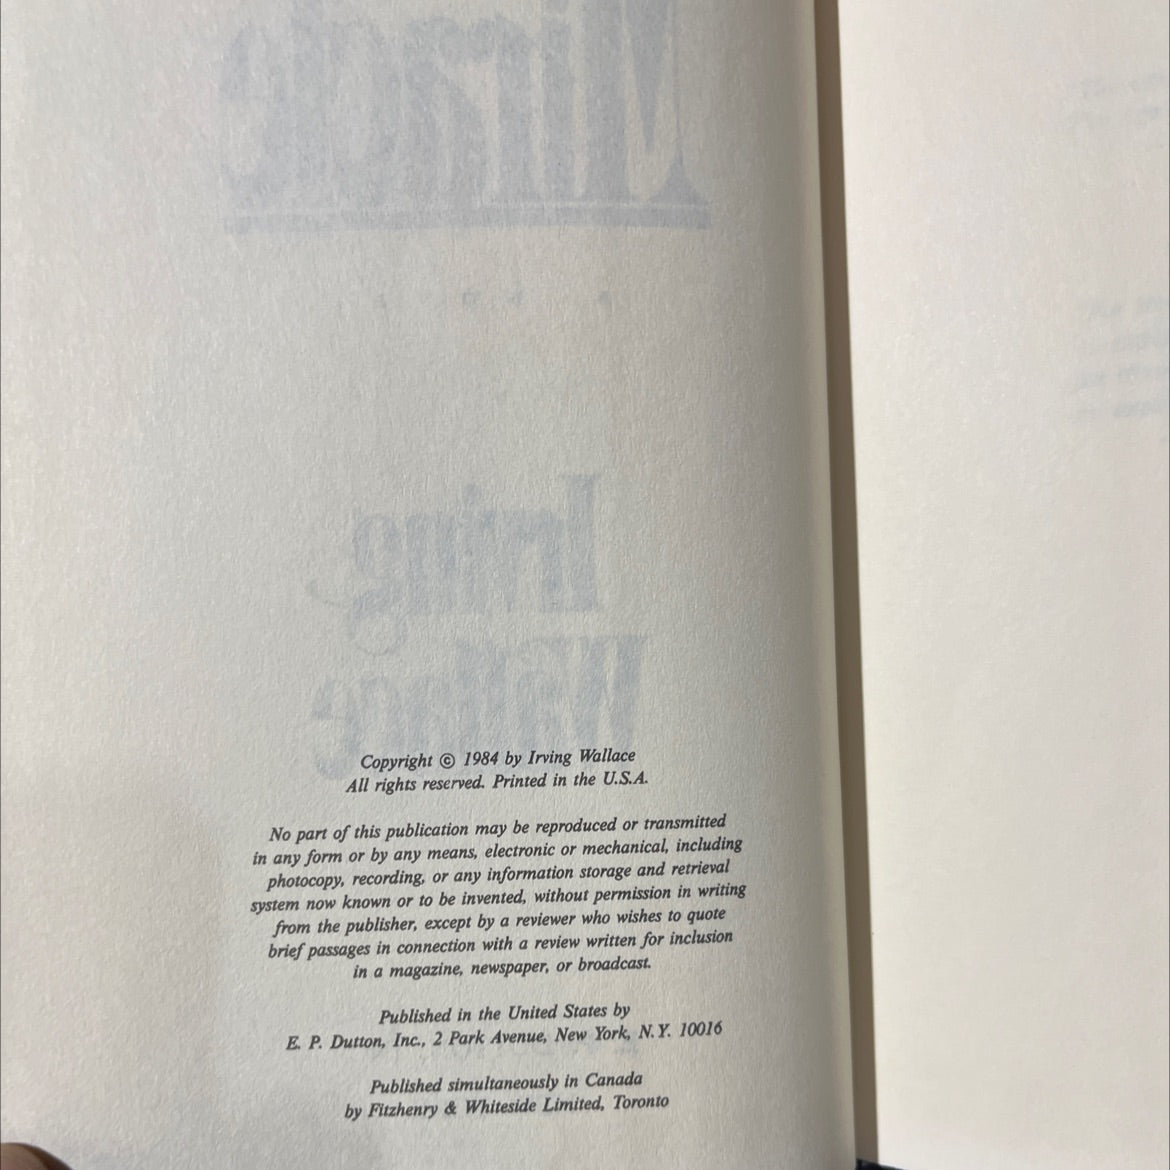 Miracle
Irving
Wallace
Copyright © 1984 by Irving Wallace
All rights reserved. Printed in the U.S.A.
No part of this publication may be reproduced or transmitted
in any form or by any means, electronic or mechanical, including
photocopy, recording, or any information storage and retrieval
system now known or to be invented, without permission in writing
from the publisher, except by a reviewer who wishes to quote
brief passages in connection with a review written for inclusion
in a magazine, newspaper, or broadcast.
Published in the United States by
E. P. Dutton, Inc., 2 Park Avenue, New York, N.Y. 10016
Published simultaneously in Canada
by Fitzhenry & Whiteside Limited, Toronto